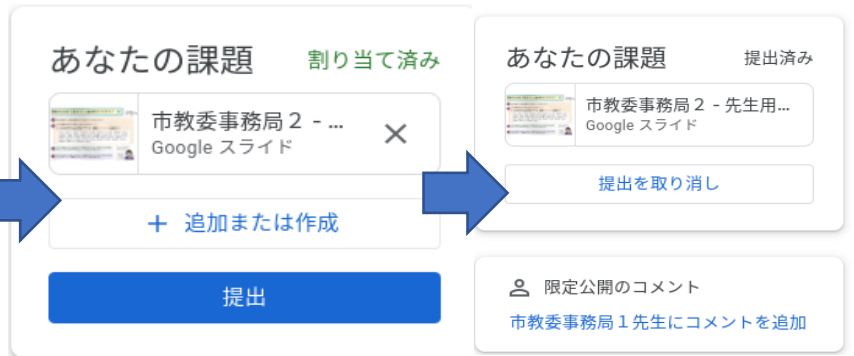 あなたの課題
割り当て済み
市教委事務局２ - ...
Google スライド
＋ 追加または作成
提出
あなたの課題
提出済み
市教委事務局２ - 先生用...
Google スライド
提出を取り消し
限定公開のコメント
市教委事務局１先生にコメントを追加